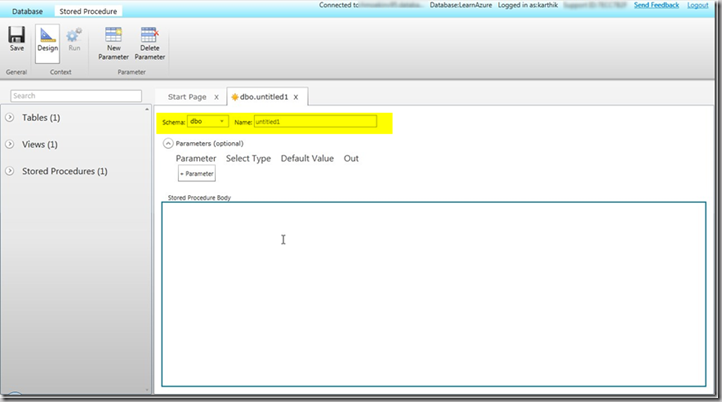 Connected to Database:LearnAzure Logged in as:karthik Send Feedback Logout
Database Stored Procedure
Save Design Run New Parameter Delete Parameter
General Context Parameter
Search
Start Page x dbo.untitled1 x
Tables (1)
Views (1)
Stored Procedures (1)
Schema: dbo Name: untitled1
Parameters (optional)
Parameter Select Type Default Value Out
+ Parameter
Stored Procedure Body